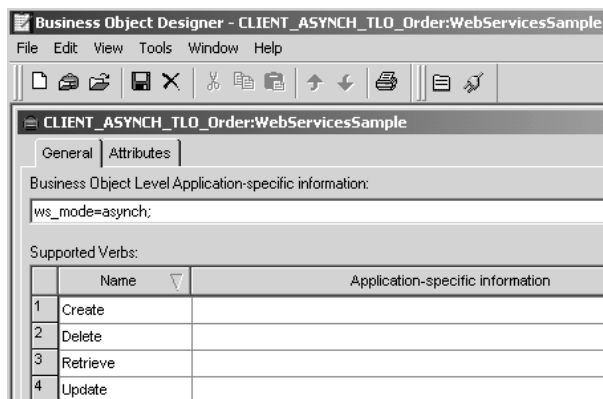 Business Object Designer - CLIENT_ASYNCH_TLO_Order:WebServicesSample
File Edit View Tools Window Help
CLIENT_ASYNCH_TLO_Order:WebServicesSample
General Attributes
Business Object Level Application-specific information:
ws_mode=asynch;
Supported Verbs:
Name Application-specific information
1 Create
2 Delete
3 Retrieve
4 Update